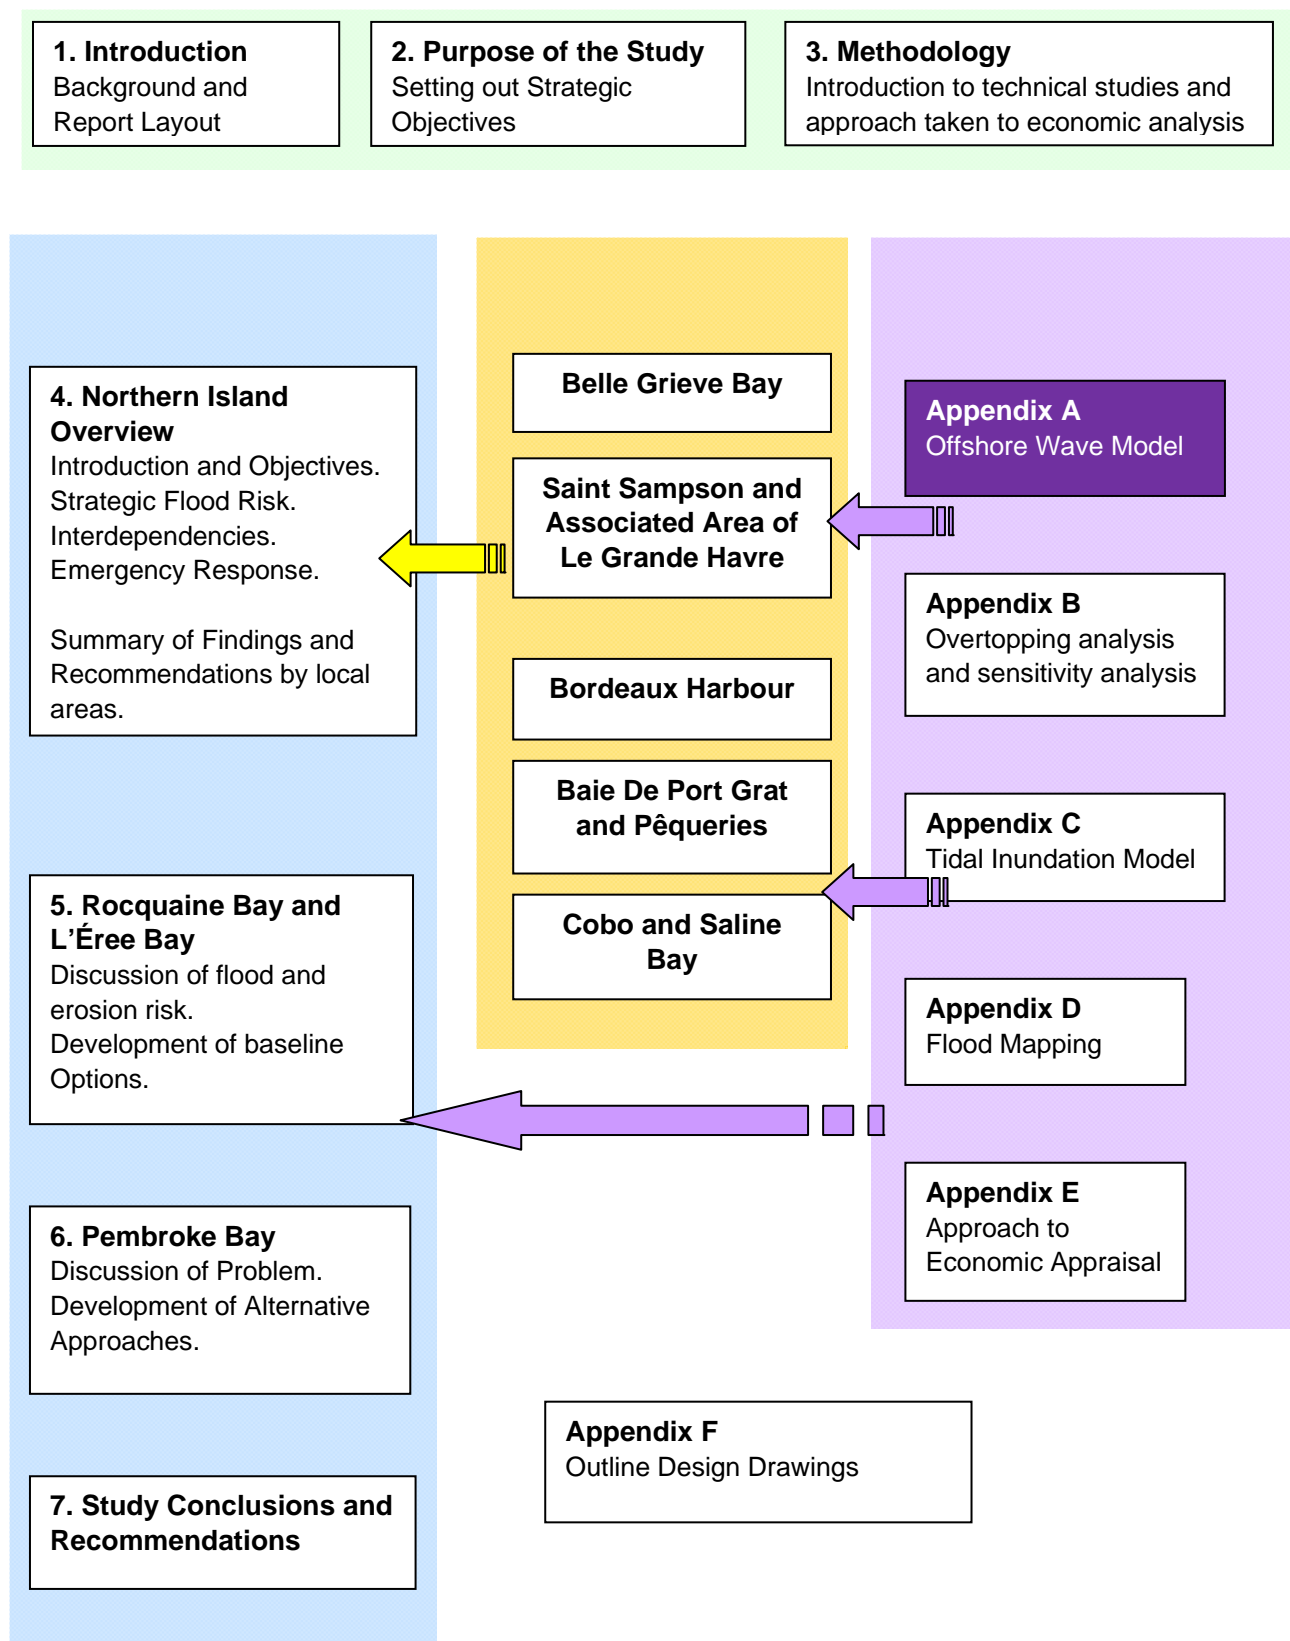 1. Introduction
Background and
Report Layout
2. Purpose of the Study
Setting out Strategic
Objectives
3. Methodology
Introduction to technical studies and
approach taken to economic analysis
4. Northern Island
Overview
Introduction and Objectives.
Strategic Flood Risk.
Interdependencies.
Emergency Response.
Summary of Findings and
Recommendations by local
areas.
5. Rocquaine Bay and
L’Éree Bay
Discussion of flood and
erosion risk.
Development of baseline
Options.
6. Pembroke Bay
Discussion of Problem.
Development of Alternative
Approaches.
7. Study Conclusions and
Recommendations
Belle Grieve Bay
Saint Sampson and
Associated Area of
Le Grande Havre
Bordeaux Harbour
Baie De Port Grat
and Pêqueries
Cobo and Saline
Bay
Appendix A
Offshore Wave Model
Appendix B
Overtopping analysis
and sensitivity analysis
Appendix C
Tidal Inundation Model
Appendix D
Flood Mapping
Appendix E
Approach to
Economic Appraisal
Appendix F
Outline Design Drawings